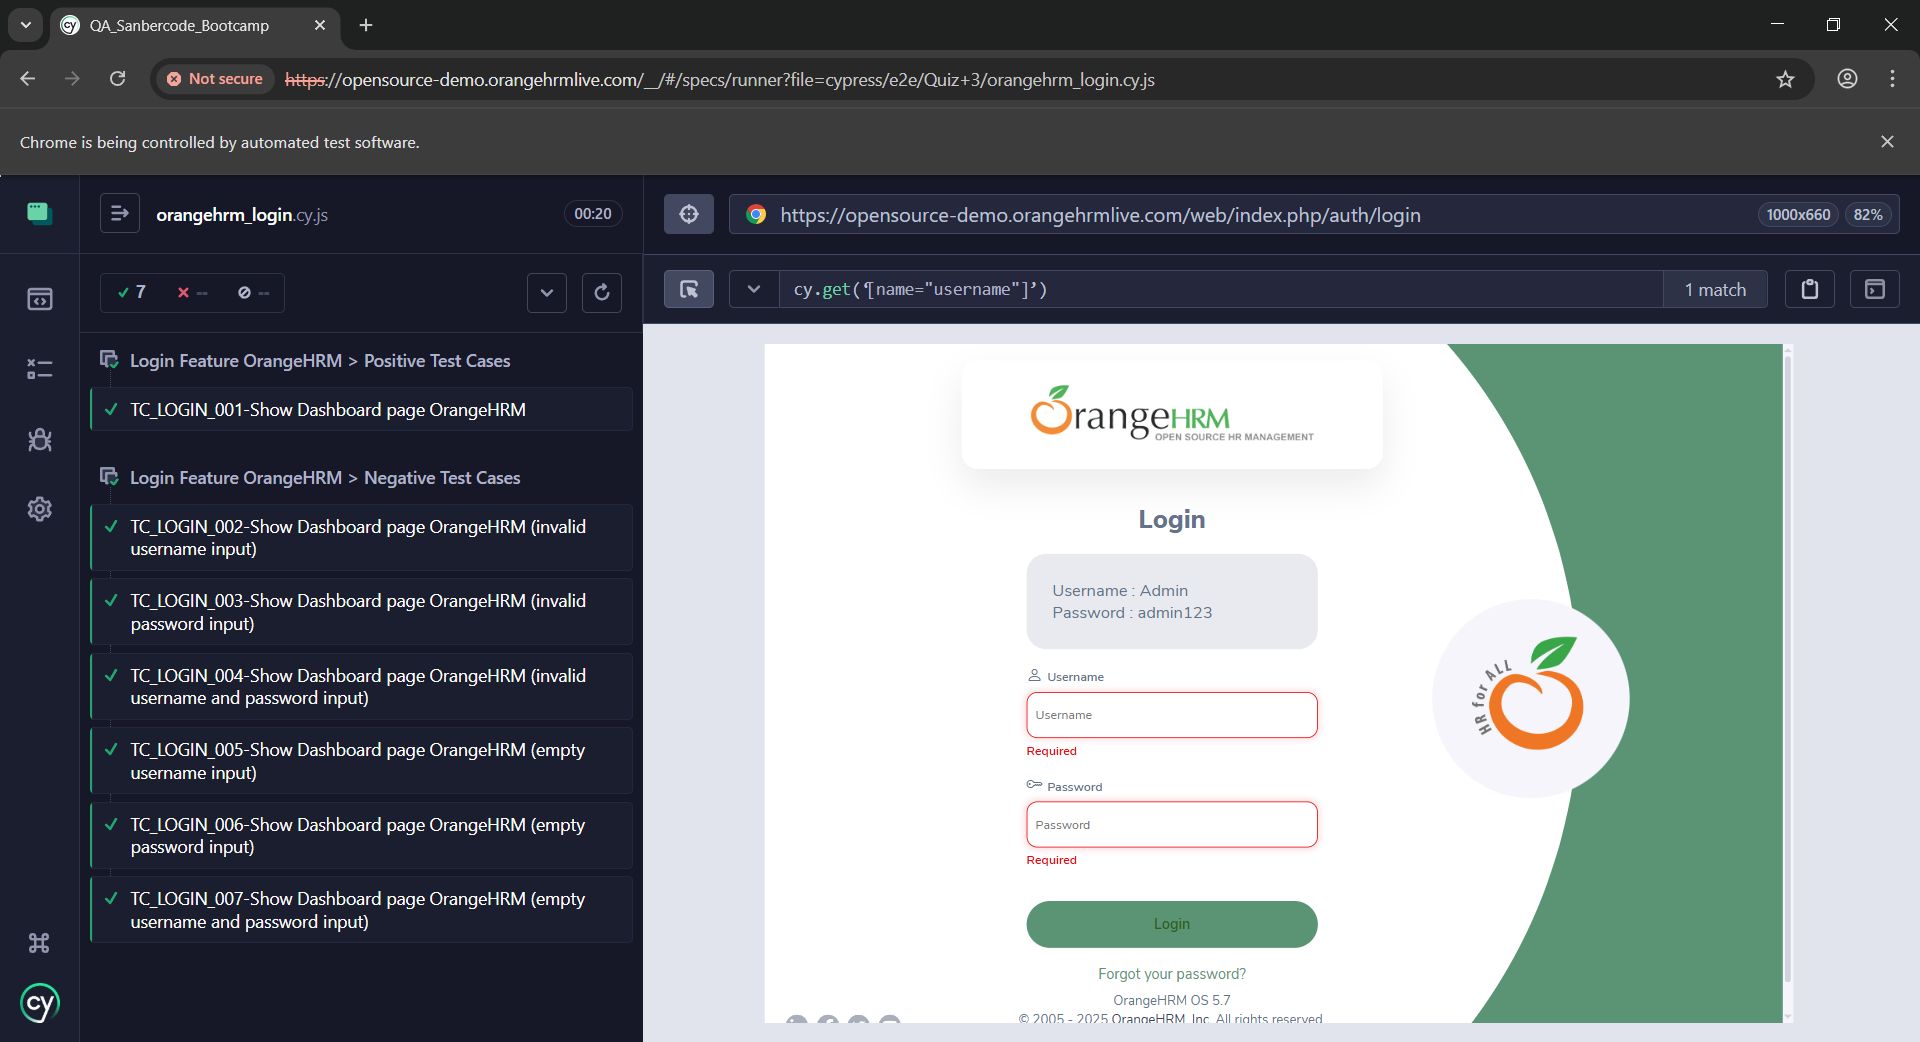 QA_Sanbercode_Bootcamp
Not secure
https://opensource-demo.orangehrmlive.com/__/#/specs/runner?file=cypress/e2e/Quiz+3/orangehrm_login.cy.js
Chrome is being controlled by automated test software.
orangehrm_login.cy.js
00:20
7 -- --
Login Feature OrangeHRM > Positive Test Cases
TC_LOGIN_001-Show Dashboard page OrangeHRM
Login Feature OrangeHRM > Negative Test Cases
TC_LOGIN_002-Show Dashboard page OrangeHRM (invalid
username input)
TC_LOGIN_003-Show Dashboard page OrangeHRM (invalid
password input)
TC_LOGIN_004-Show Dashboard page OrangeHRM (invalid
username and password input)
TC_LOGIN_005-Show Dashboard page OrangeHRM (empty
username input)
TC_LOGIN_006-Show Dashboard page OrangeHRM (empty
password input)
TC_LOGIN_007-Show Dashboard page OrangeHRM (empty
username and password input)
cy
https://opensource-demo.orangehrmlive.com/web/index.php/auth/login
1000x660
82%
cy.get(‘[name="username"]’)
1 match
OrangeHRM
OPEN SOURCE HR MANAGEMENT
Login
Username : Admin
Password : admin123
Username
Username
Required
Password
Password
Required
Login
Forgot your password?
OrangeHRM OS 5.7
© 2005 - 2025 OrangeHRM, Inc. All rights reserved.
HR for ALL